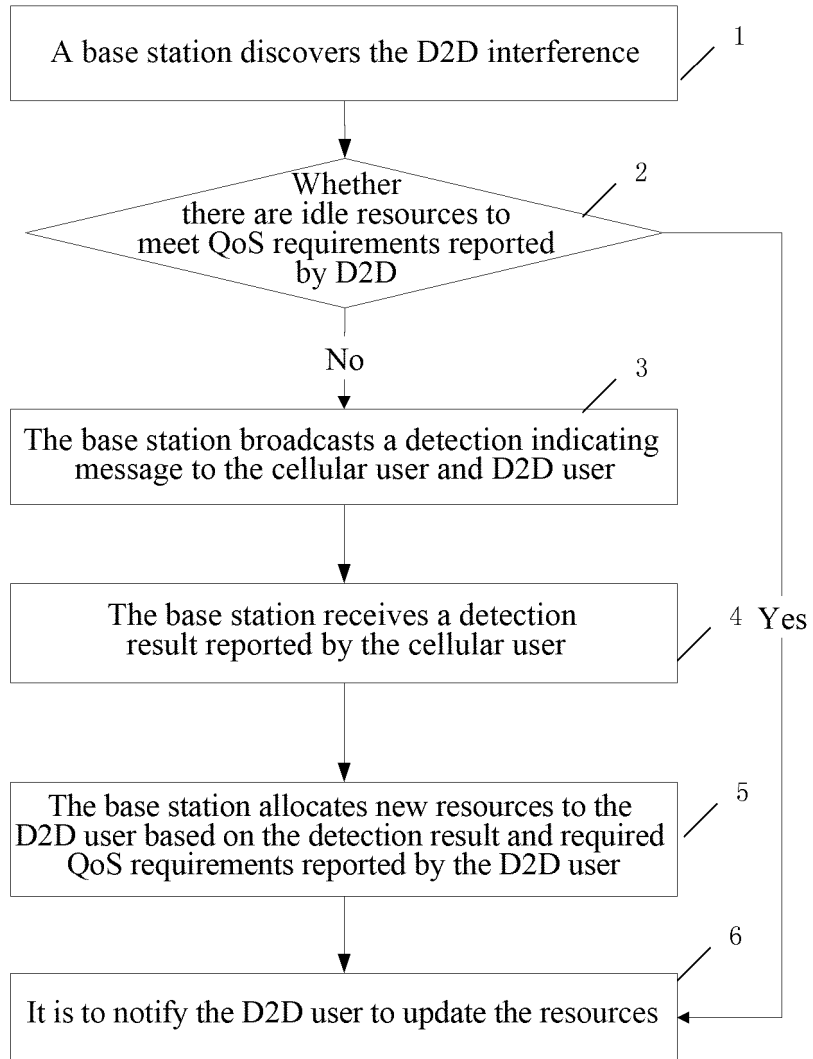 A base station discovers the D2D interference
1
Whether
there are idle resources to
meet QoS requirements reported
by D2D
2
No
3
The base station broadcasts a detection indicating
message to the cellular user and D2D user
The base station receives a detection
result reported by the cellular user
4
Yes
The base station allocates new resources to the
D2D user based on the detection result and required
QoS requirements reported by the D2D user
5
6
It is to notify the D2D user to update the resources